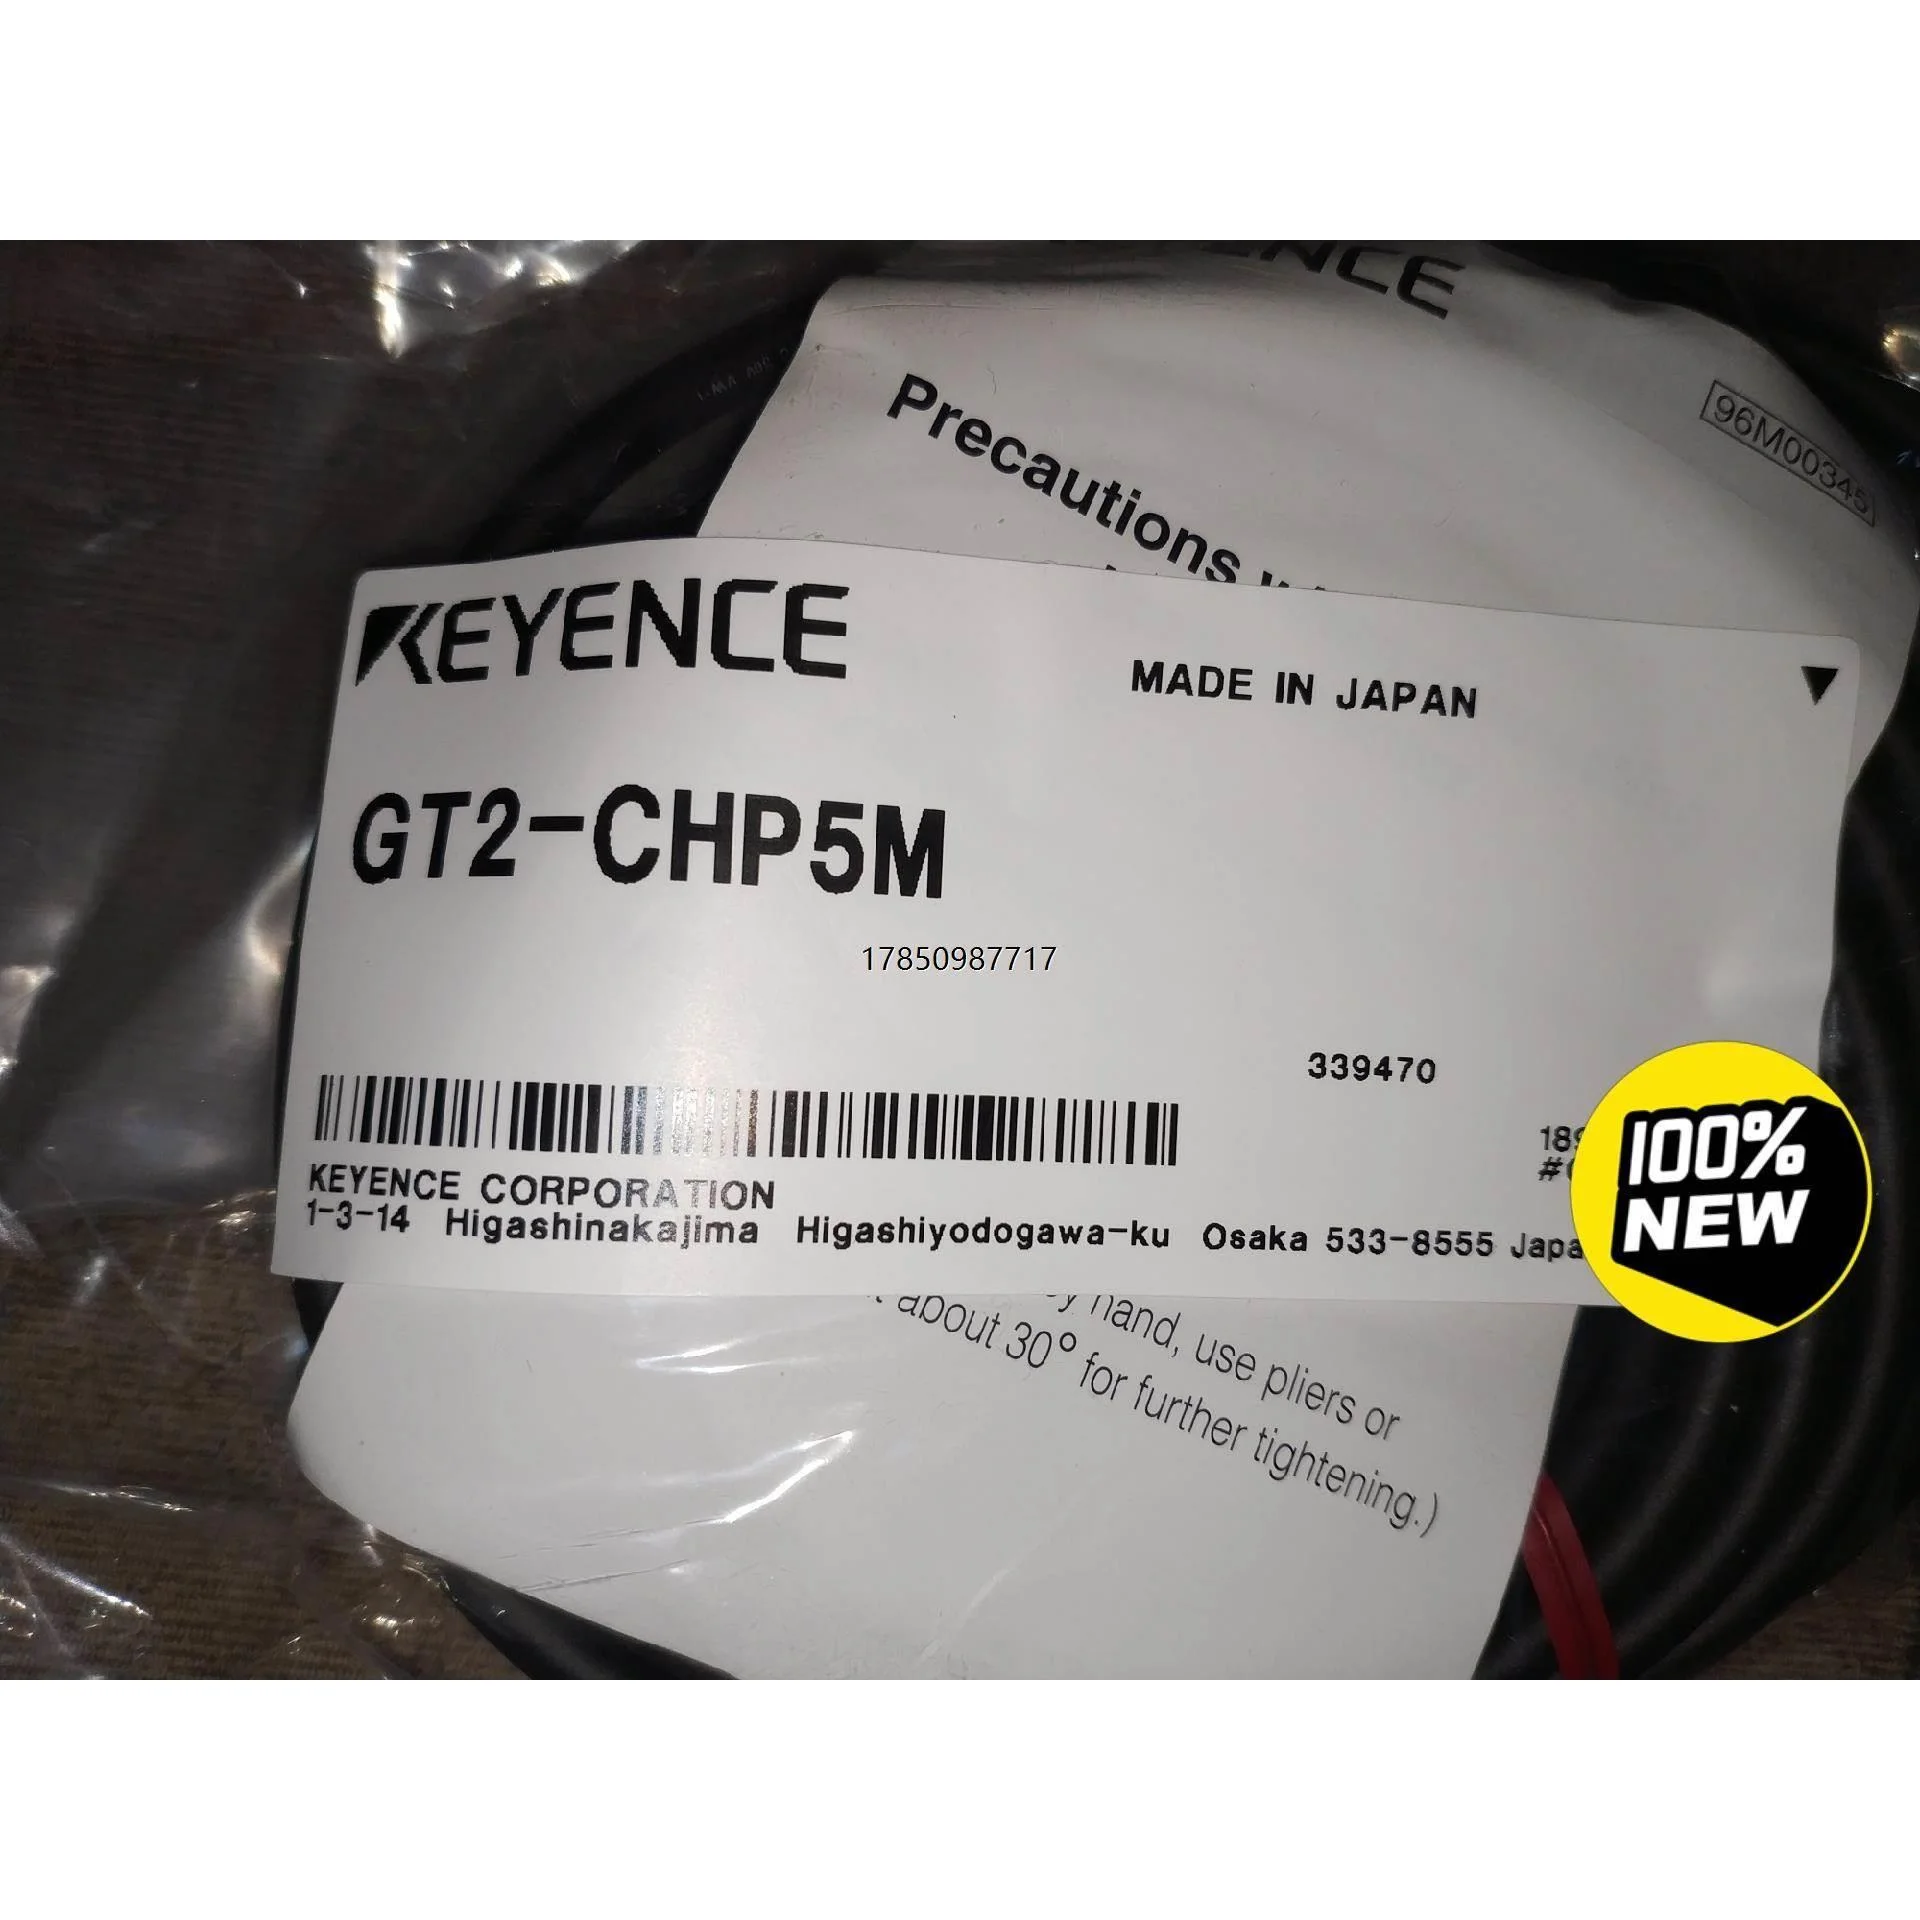 Precautions
96M00345
KEYENCE
MADE IN JAPAN
GT2-CHP5M
17850987717
339470
KEYENCE CORPORATION
1-3-14 Higashinakajima Higashiyodogawa-ku Osaka 533-8555
100%
NEW
hand, use pliers or
about 30° for further tightening.)